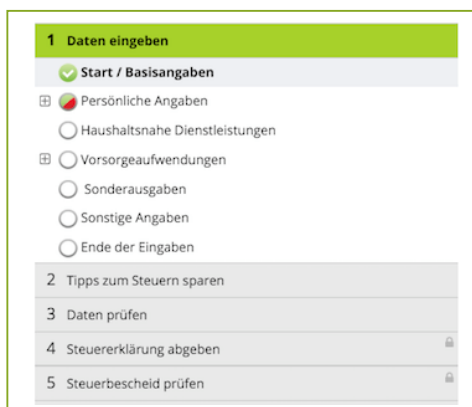 1 Daten eingeben
Start / Basisangaben
Persönliche Angaben
Haushaltsnahe Dienstleistungen
Vorsorgeaufwendungen
Sonderausgaben
Sonstige Angaben
Ende der Eingaben
2 Tipps zum Steuern sparen
3 Daten prüfen
4 Steuererklärung abgeben
5 Steuerbescheid prüfen